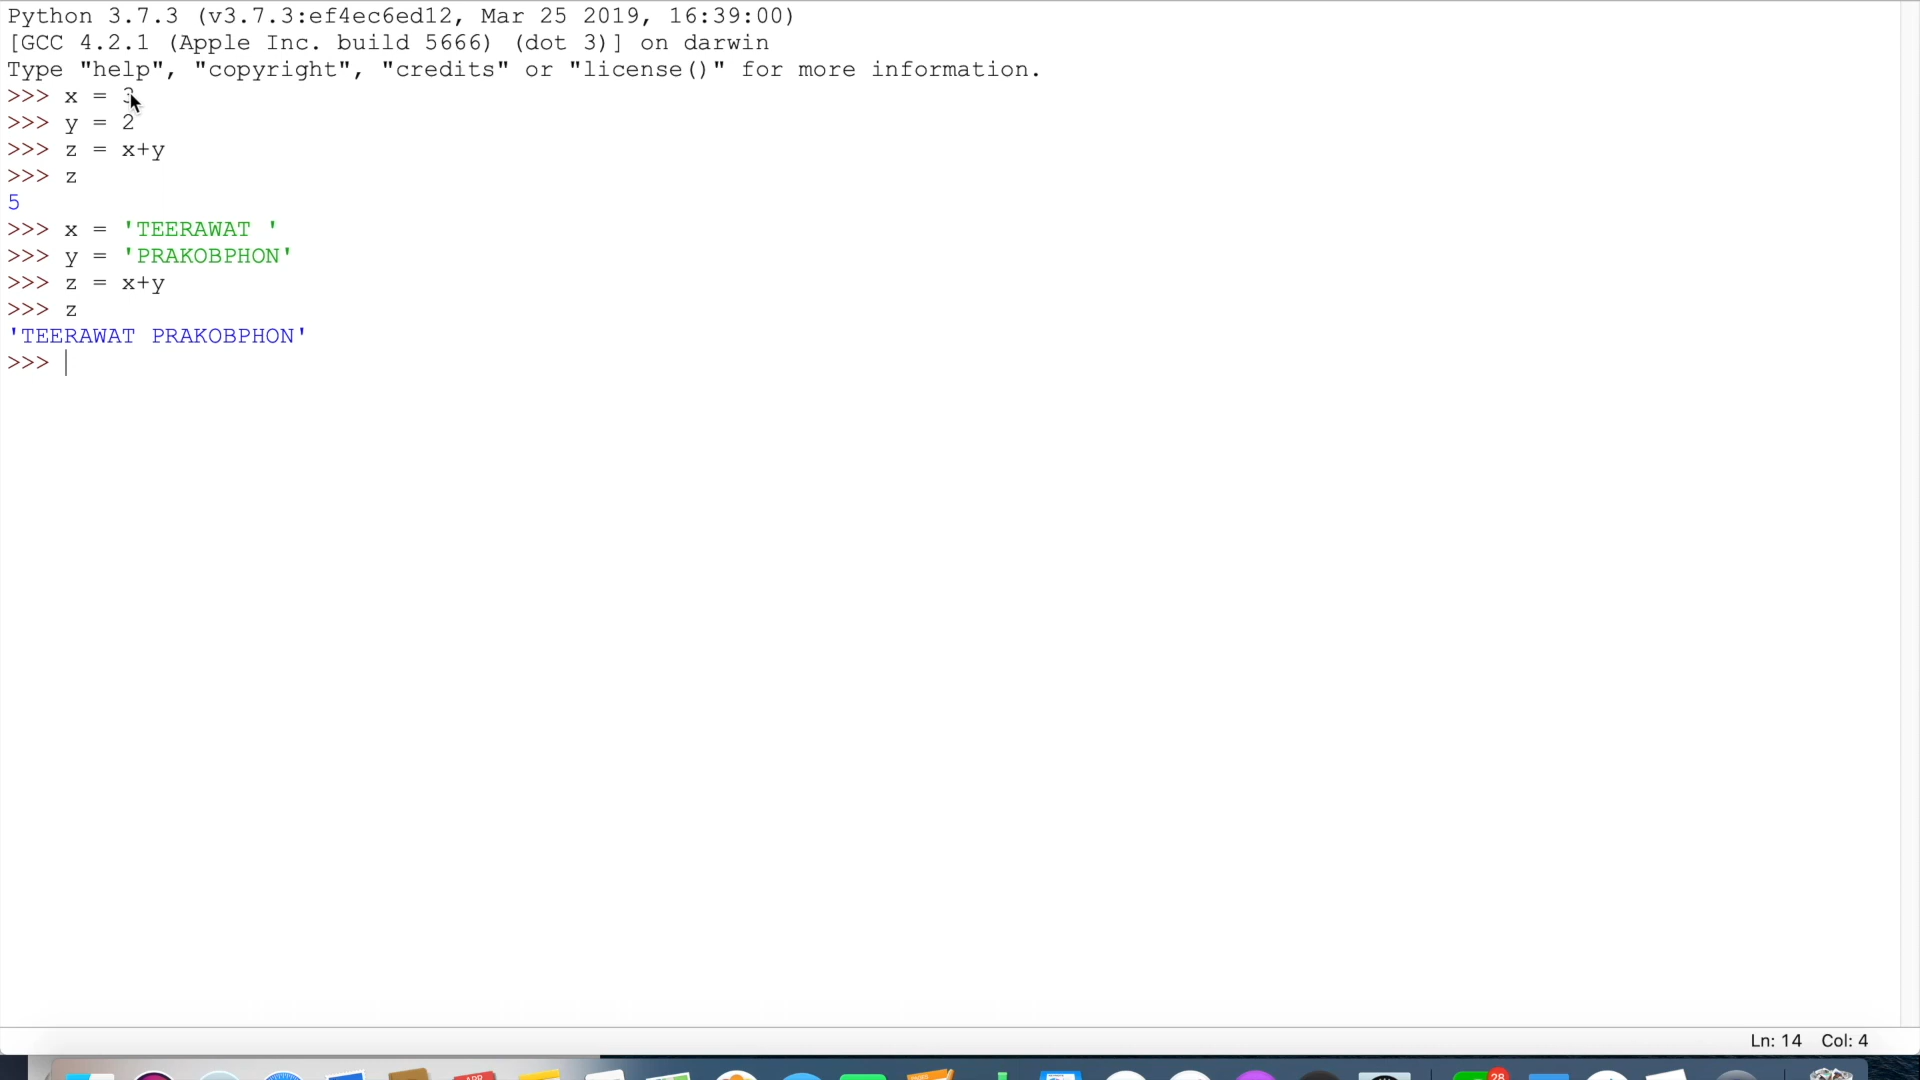 Python 3.7.3 (v3.7.3:ef4ec6ed12, Mar 25 2019, 16:39:00)
[GCC 4.2.1 (Apple Inc. build 5666) (dot 3)] on darwin
Type "help", "copyright", "credits" or "license()" for more information.
>>> x = 3
>>> y = 2
>>> z = x+y
>>> z
5
>>> x = 'TEERAWAT '
>>> y = 'PRAKOBPHON'
>>> z = x+y
>>> z
'TEERAWAT PRAKOBPHON'
>>>
Ln: 14 Col: 4
APR 28